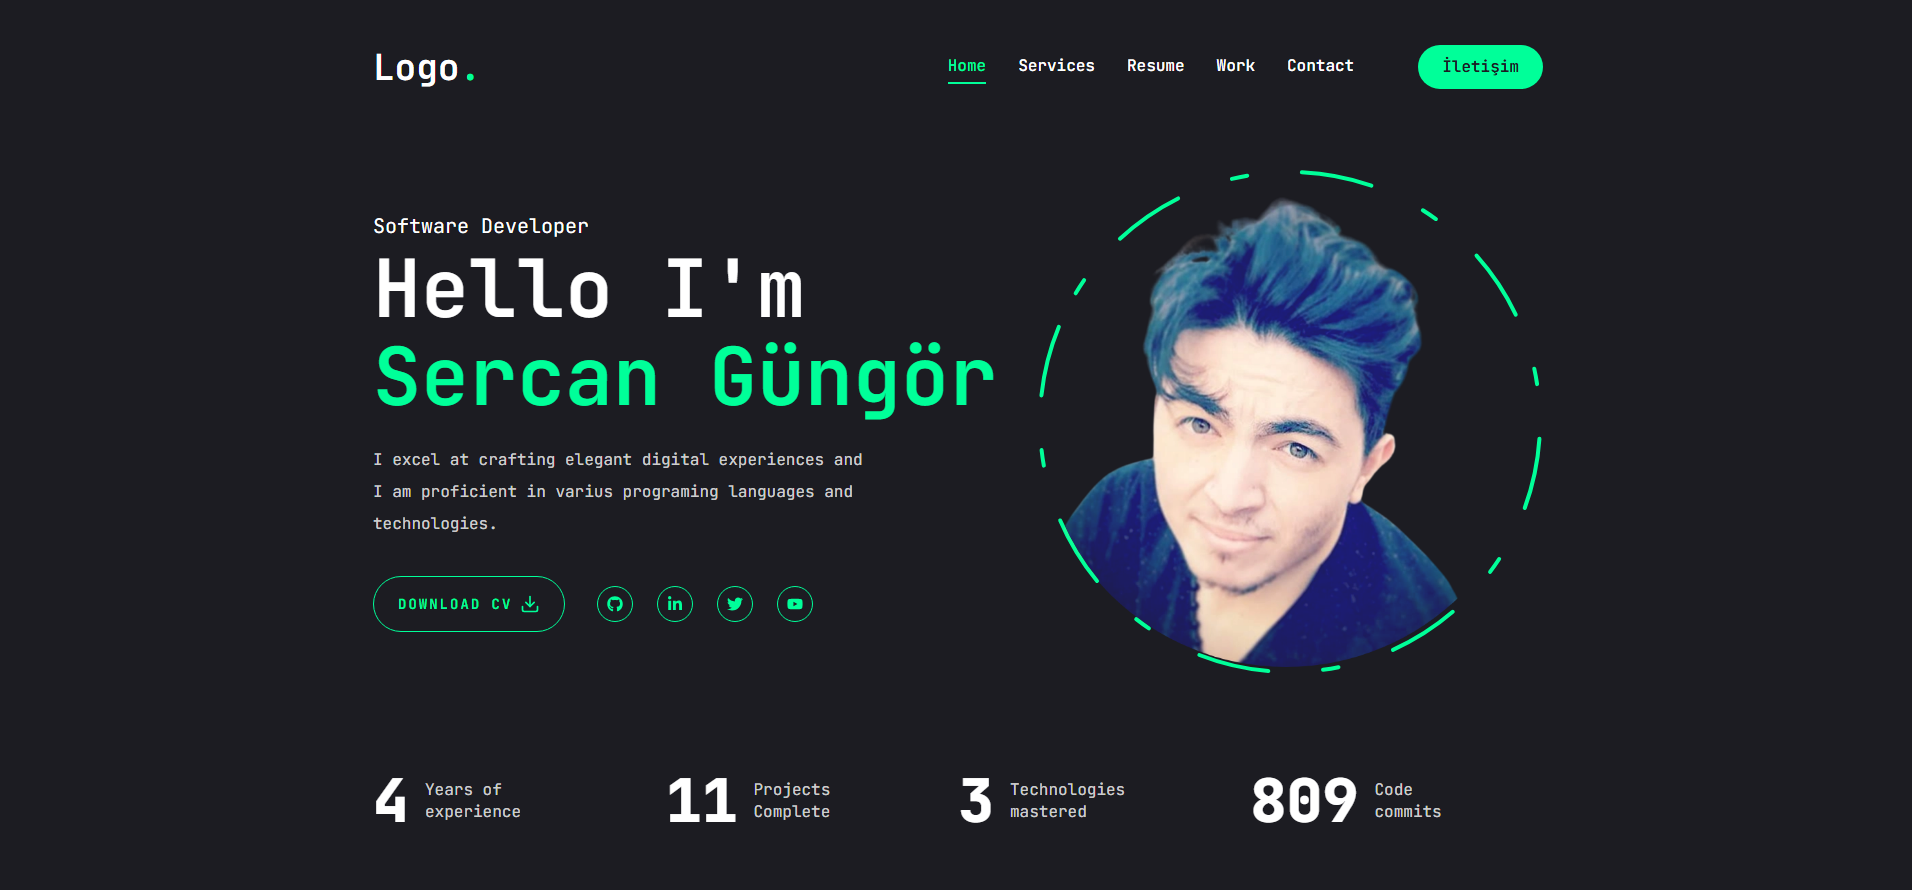 Logo.
Home Services Resume Work Contact İletişim
Software Developer
Hello I'm
Sercan Güngör
I excel at crafting elegant digital experiences and
I am proficient in varius programing languages and
technologies.
DOWNLOAD CV
in
4 Years of
experience
11 Projects
Complete
3 Technologies
mastered
809 Code
commits